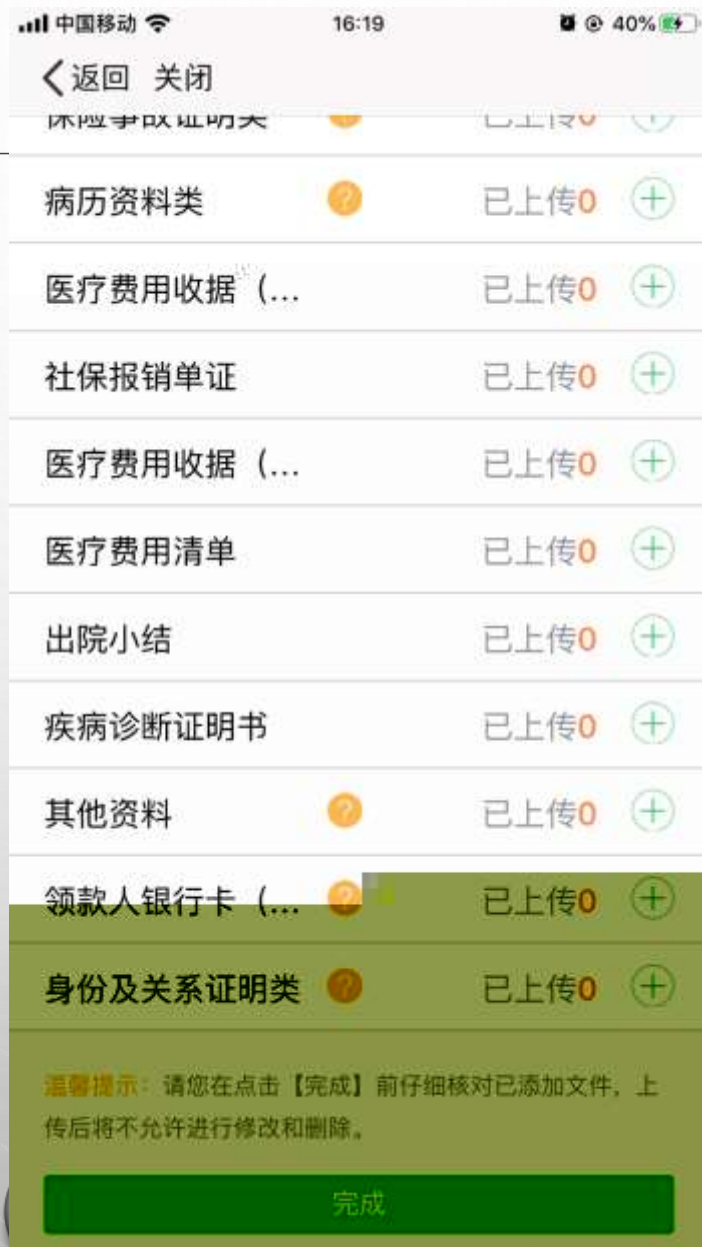 中国移动 16:19 40%
返回 关闭
保险事故证明类 ? 已上传0
病历资料类 ? 已上传0
医疗费用收据（... 已上传0
社保报销单证 已上传0
医疗费用收据（... 已上传0
医疗费用清单 已上传0
出院小结 已上传0
疾病诊断证明书 已上传0
其他资料 ? 已上传0
领款人银行卡（... ? 已上传0
身份及关系证明类 ? 已上传0
温馨提示：请您在点击【完成】前仔细核对已添加文件，上
传后将不允许进行修改和删除。
完成